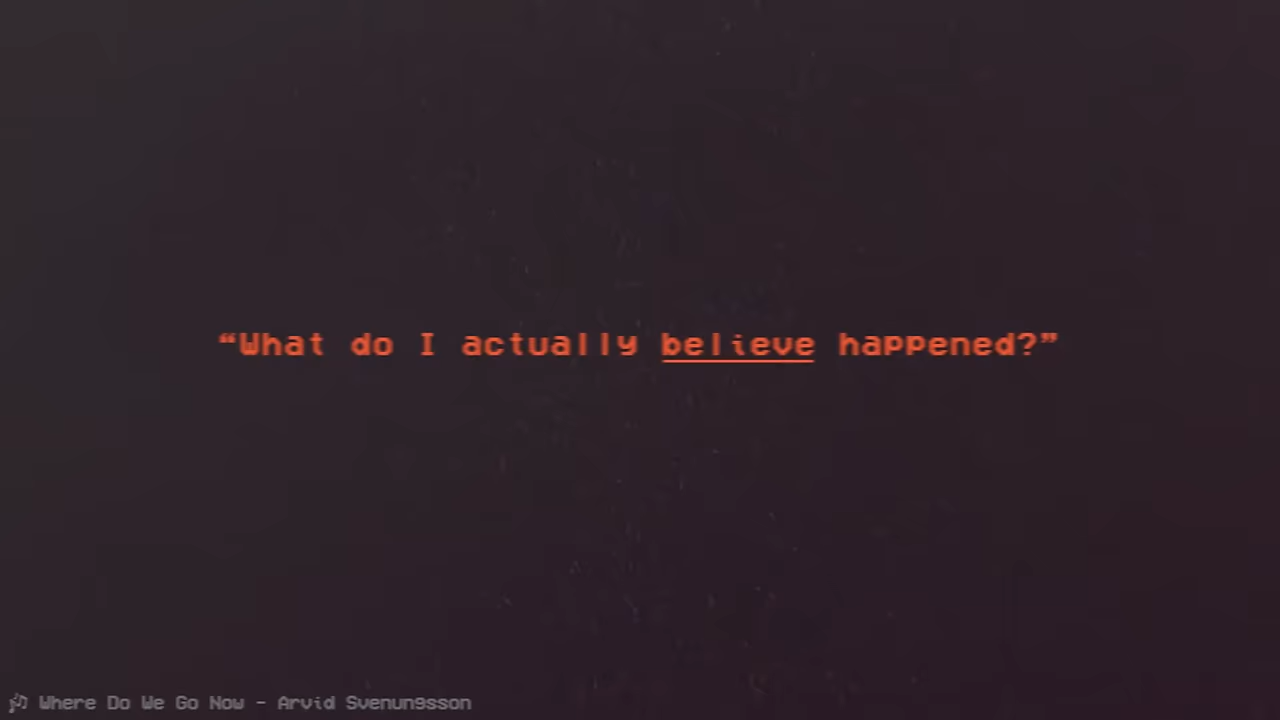 “What do I actually believe happened?”
🎶 Where Do We Go Now - Arvid Svenungsson